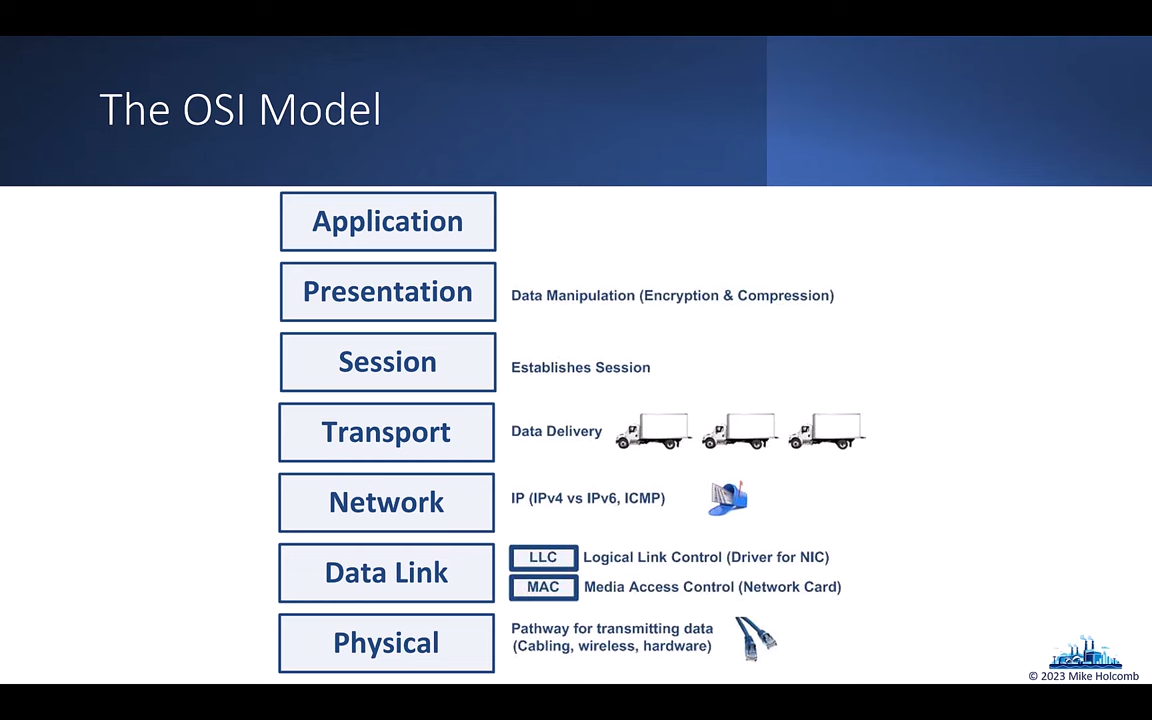 The OSI Model
Application
Presentation
Data Manipulation (Encryption & Compression)
Session
Establishes Session
Transport
Data Delivery
Network
IP (IPv4 vs IPv6, ICMP)
Data Link
LLC
Logical Link Control (Driver for NIC)
MAC
Media Access Control (Network Card)
Physical
Pathway for transmitting data
(Cabling, wireless, hardware)
© 2023 Mike Holcomb